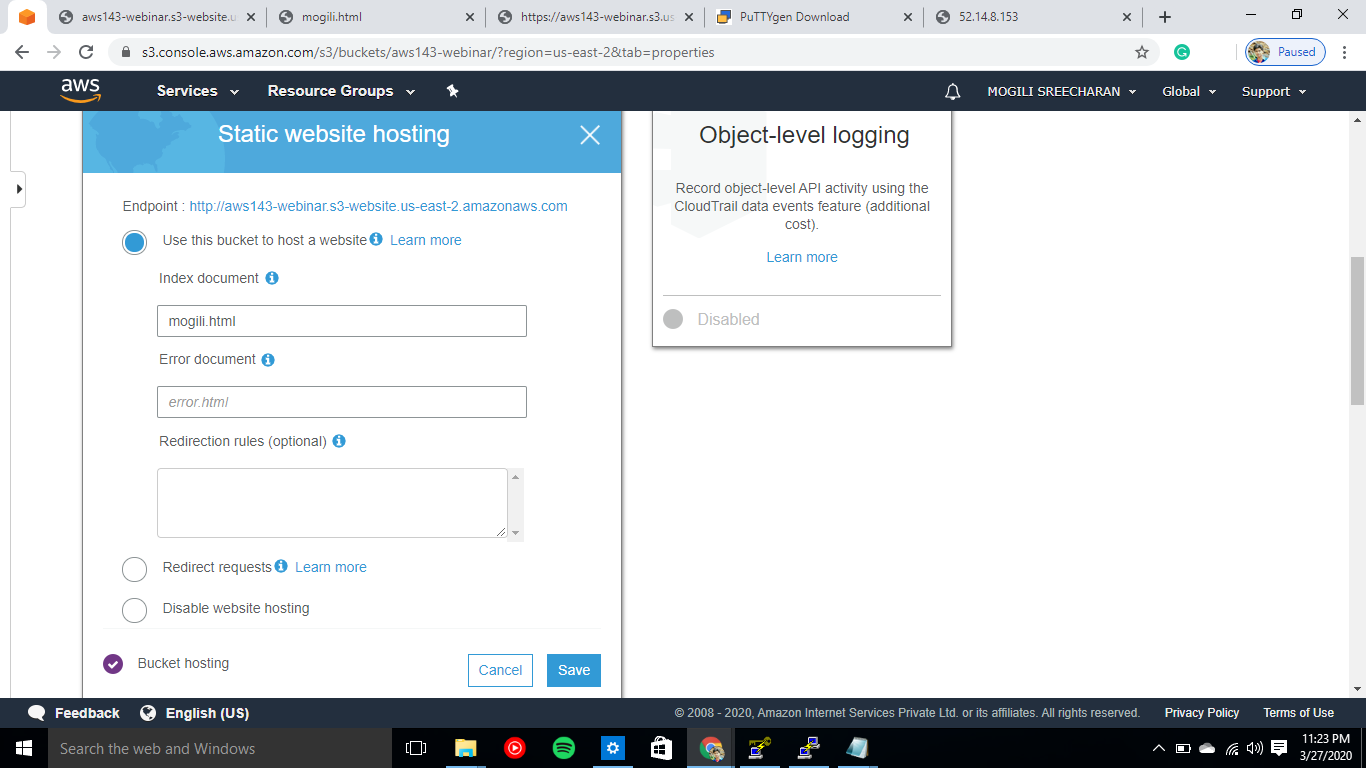 aws143-webinar.s3-website.u
mogili.html
https://aws143-webinar.s3.us
PuTTYgen Download
52.14.8.153
s3.console.aws.amazon.com/s3/buckets/aws143-webinar/?region=us-east-2&tab=properties
Paused
aws
Services
Resource Groups
MOGILI SREECHARAN
Global
Support
Static website hosting
Endpoint : http://aws143-webinar.s3-website.us-east-2.amazonaws.com
Use this bucket to host a website Learn more
Index document
mogili.html
Error document
error.html
Redirection rules (optional)
Redirect requests Learn more
Disable website hosting
Bucket hosting
Cancel
Save
Object-level logging
Record object-level API activity using the
CloudTrail data events feature (additional
cost).
Learn more
Disabled
Feedback
English (US)
© 2008 - 2020, Amazon Internet Services Private Ltd. or its affiliates. All rights reserved.
Privacy Policy
Terms of Use
Search the web and Windows
11:23 PM
3/27/2020